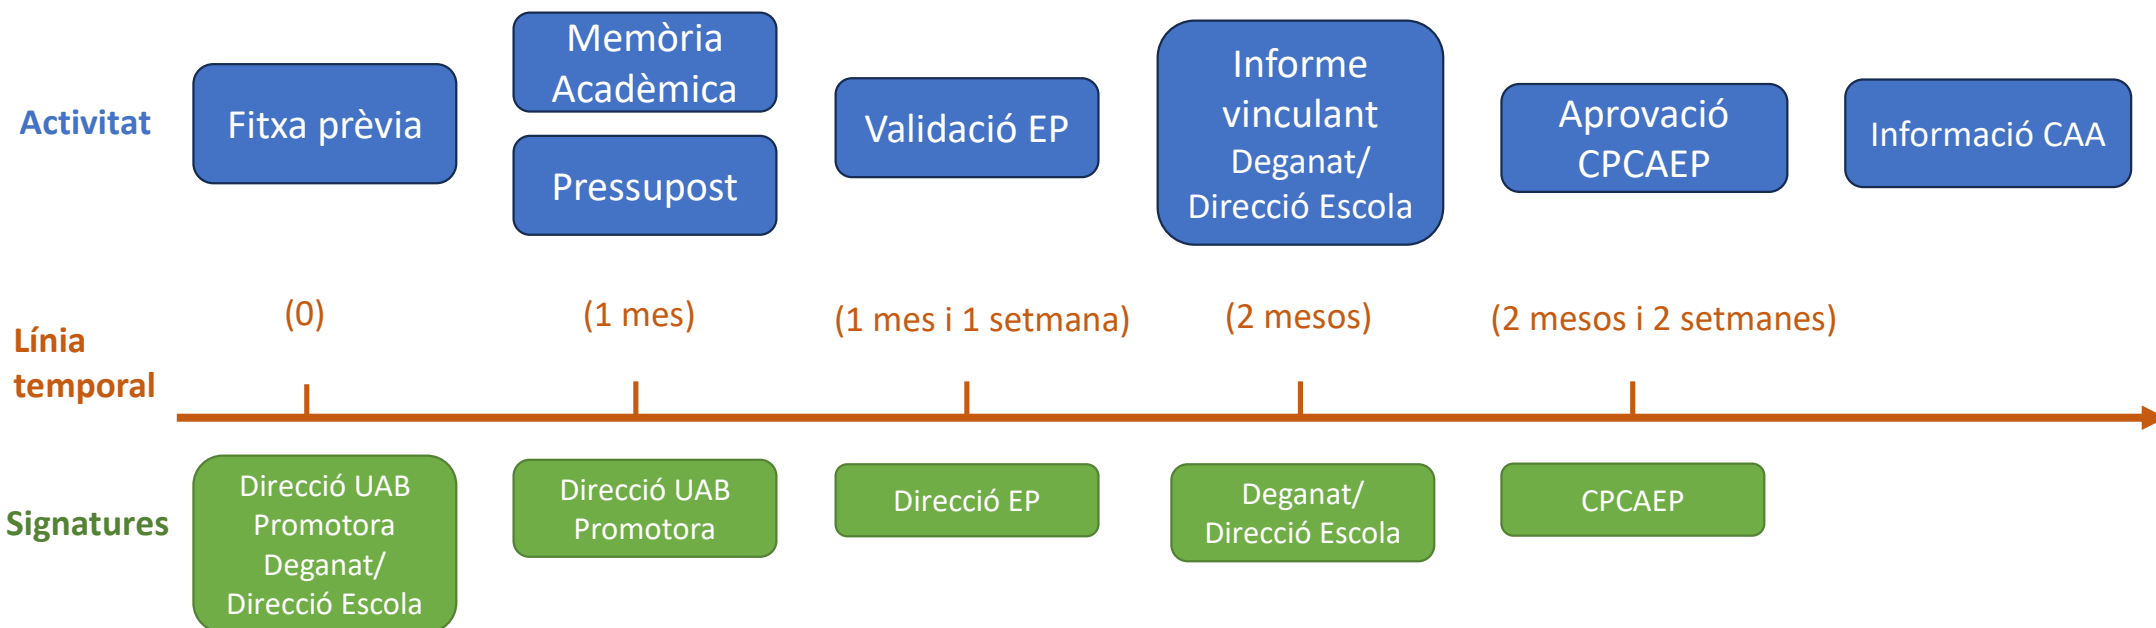 Activitat
Fitxa prèvia
Memòria
Acadèmica
Pressupost
Validació EP
Informe
vinculant
Deganat/
Direcció Escola
Aprovació
CPCAEP
Informació CAA
Línia
temporal
(0)
(1 mes)
(1 mes i 1 setmana)
(2 mesos)
(2 mesos i 2 setmanes)
Signatures
Direcció UAB
Promotora
Deganat/
Direcció Escola
Direcció UAB
Promotora
Direcció EP
Deganat/
Direcció Escola
CPCAEP